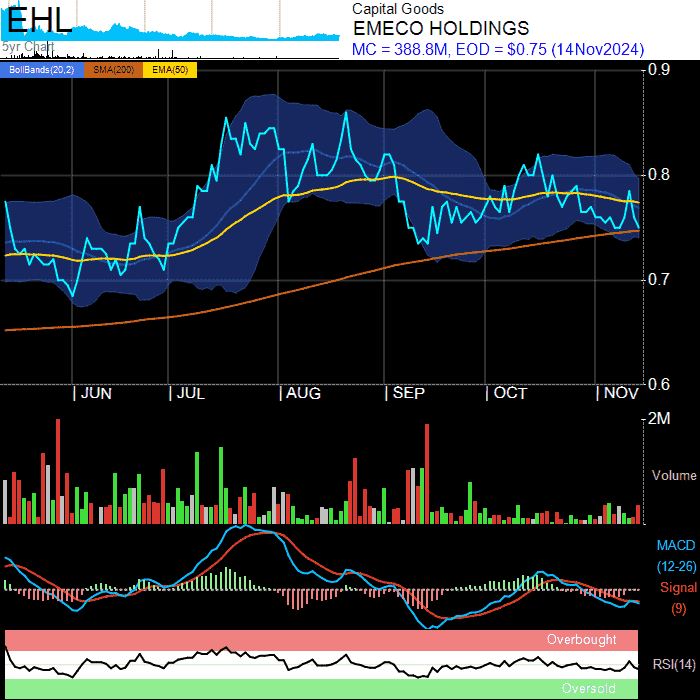 EHL
5yr Chart
Capital Goods
EMECO HOLDINGS
MC = 388.8M, EOD = $0.75 (14Nov2024)
BollBands(20,2) SMA(200) EMA(50)
0.9
0.8
0.7
0.6
JUN JUL AUG SEP OCT NOV
2M
Volume
MACD
(12-26)
Signal
(9)
Overbought
RSI(14)
Oversold